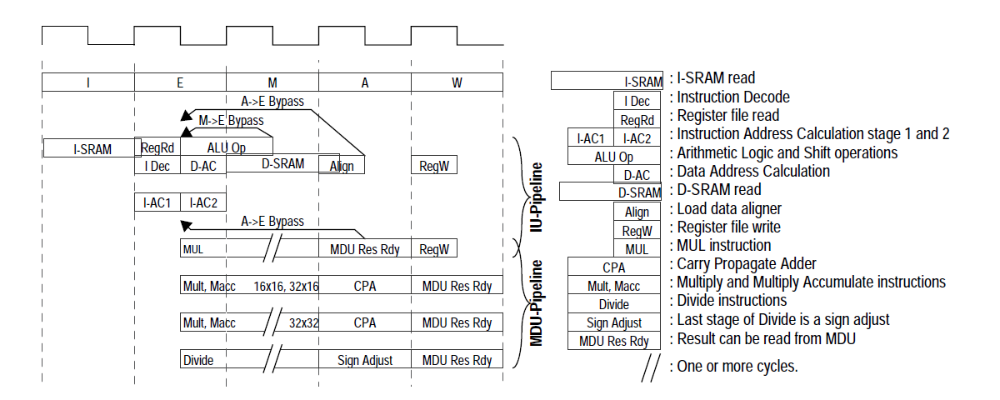 I E M A W
A->E Bypass
M->E Bypass
I-SRAM RegRd ALU Op D-SRAM Align RegW
I Dec D-AC
I-AC1 I-AC2
A->E Bypass
MUL MDU Res Rdy RegW
Mult, Macc 16x16, 32x16 CPA MDU Res Rdy
Mult, Macc 32x32 CPA MDU Res Rdy
Divide Sign Adjust MDU Res Rdy
IU-Pipeline
MDU-Pipeline
I-SRAM : I-SRAM read
I Dec : Instruction Decode
RegRd : Register file read
I-AC1 I-AC2 : Instruction Address Calculation stage 1 and 2
ALU Op : Arithmetic Logic and Shift operations
D-AC : Data Address Calculation
D-SRAM : D-SRAM read
Align : Load data aligner
RegW : Register file write
MUL : MUL instruction
CPA : Carry Propagate Adder
Mult, Macc : Multiply and Multiply Accumulate instructions
Divide : Divide instructions
Sign Adjust : Last stage of Divide is a sign adjust
MDU Res Rdy : Result can be read from MDU
: One or more cycles.